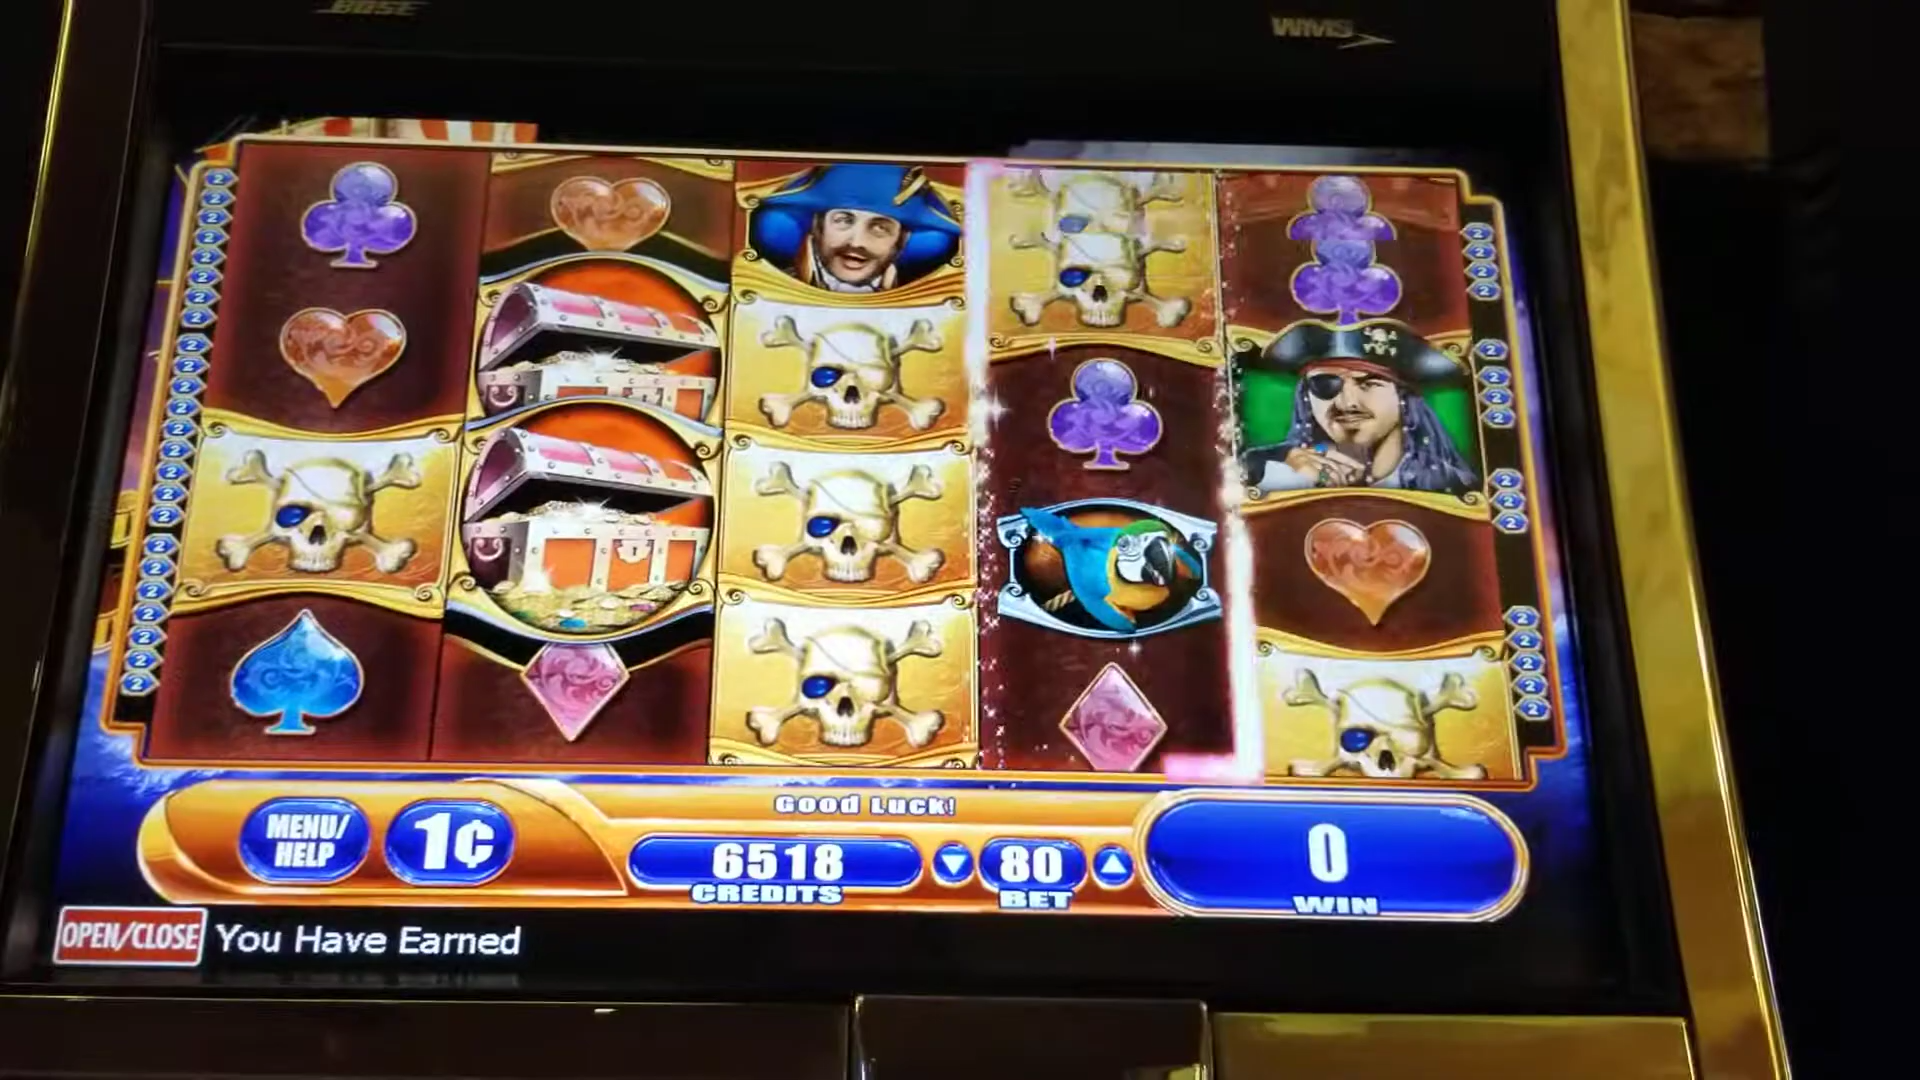 BOSE
WMS
Good Luck!
MENU/
HELP
1¢
6518
CREDITS
80
BET
0
WIN
OPEN/CLOSE
You Have Earned